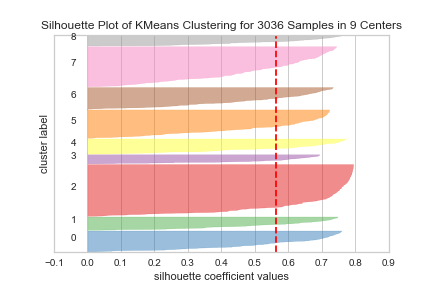 Silhouette Plot of KMeans Clustering for 3036 Samples in 9 Centers
cluster label
8
7
6
5
4
3
2
1
0
−0.1 0.0 0.1 0.2 0.3 0.4 0.5 0.6 0.7 0.8 0.9
silhouette coefficient values